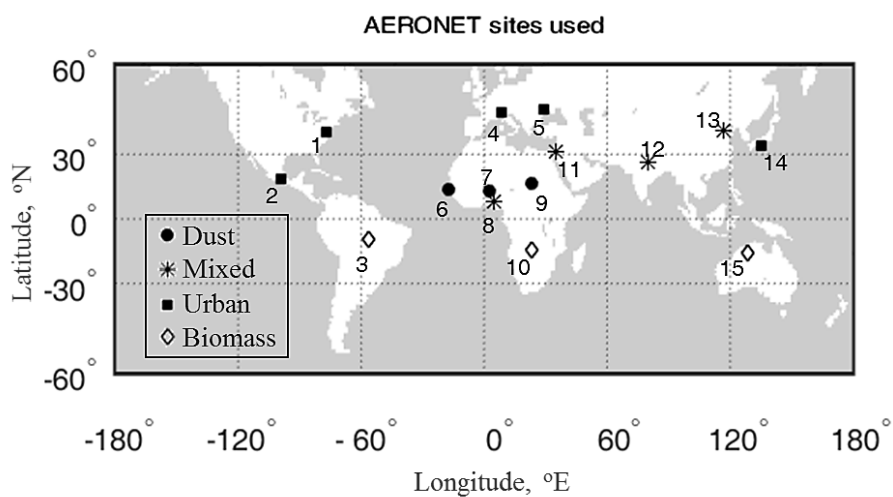 AERONET sites used
60°
30°
0°
-30°
-60°
Latitude, °N
1
2
3
4
5
6
7
8
9
10
11
12
13
14
15
Dust
Mixed
Urban
Biomass
-180° -120° - 60° 0° 60° 120° 180°
Longitude, °E